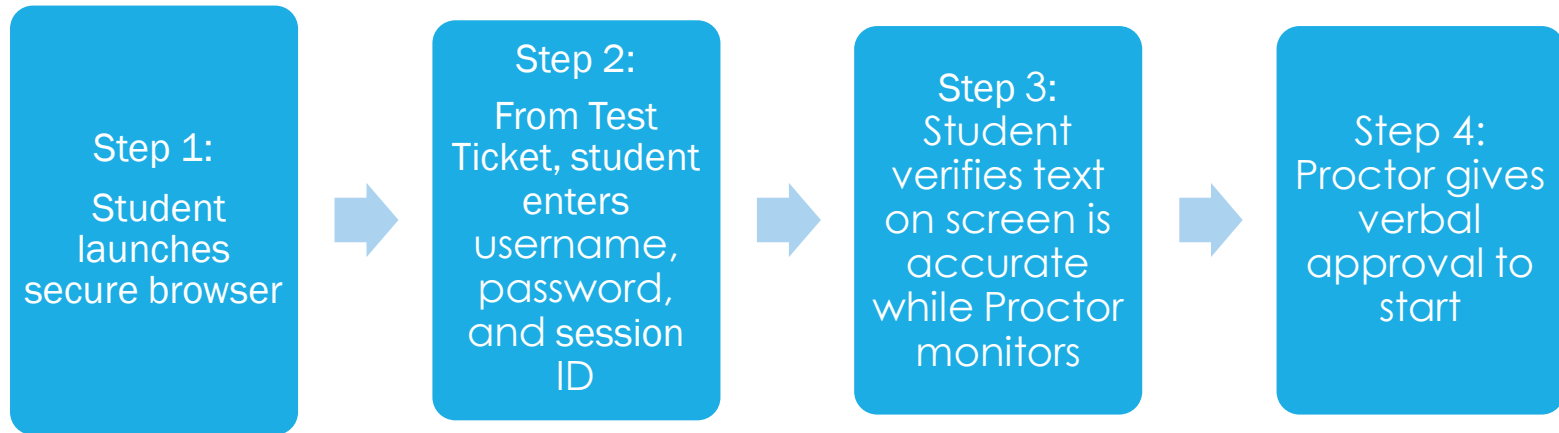 Step 1:
Student
launches
secure browser
Step 2:
From Test
Ticket, student
enters
username,
password,
and session
ID
Step 3:
Student
verifies text
on screen is
accurate
while Proctor
monitors
Step 4:
Proctor gives
verbal
approval to
start